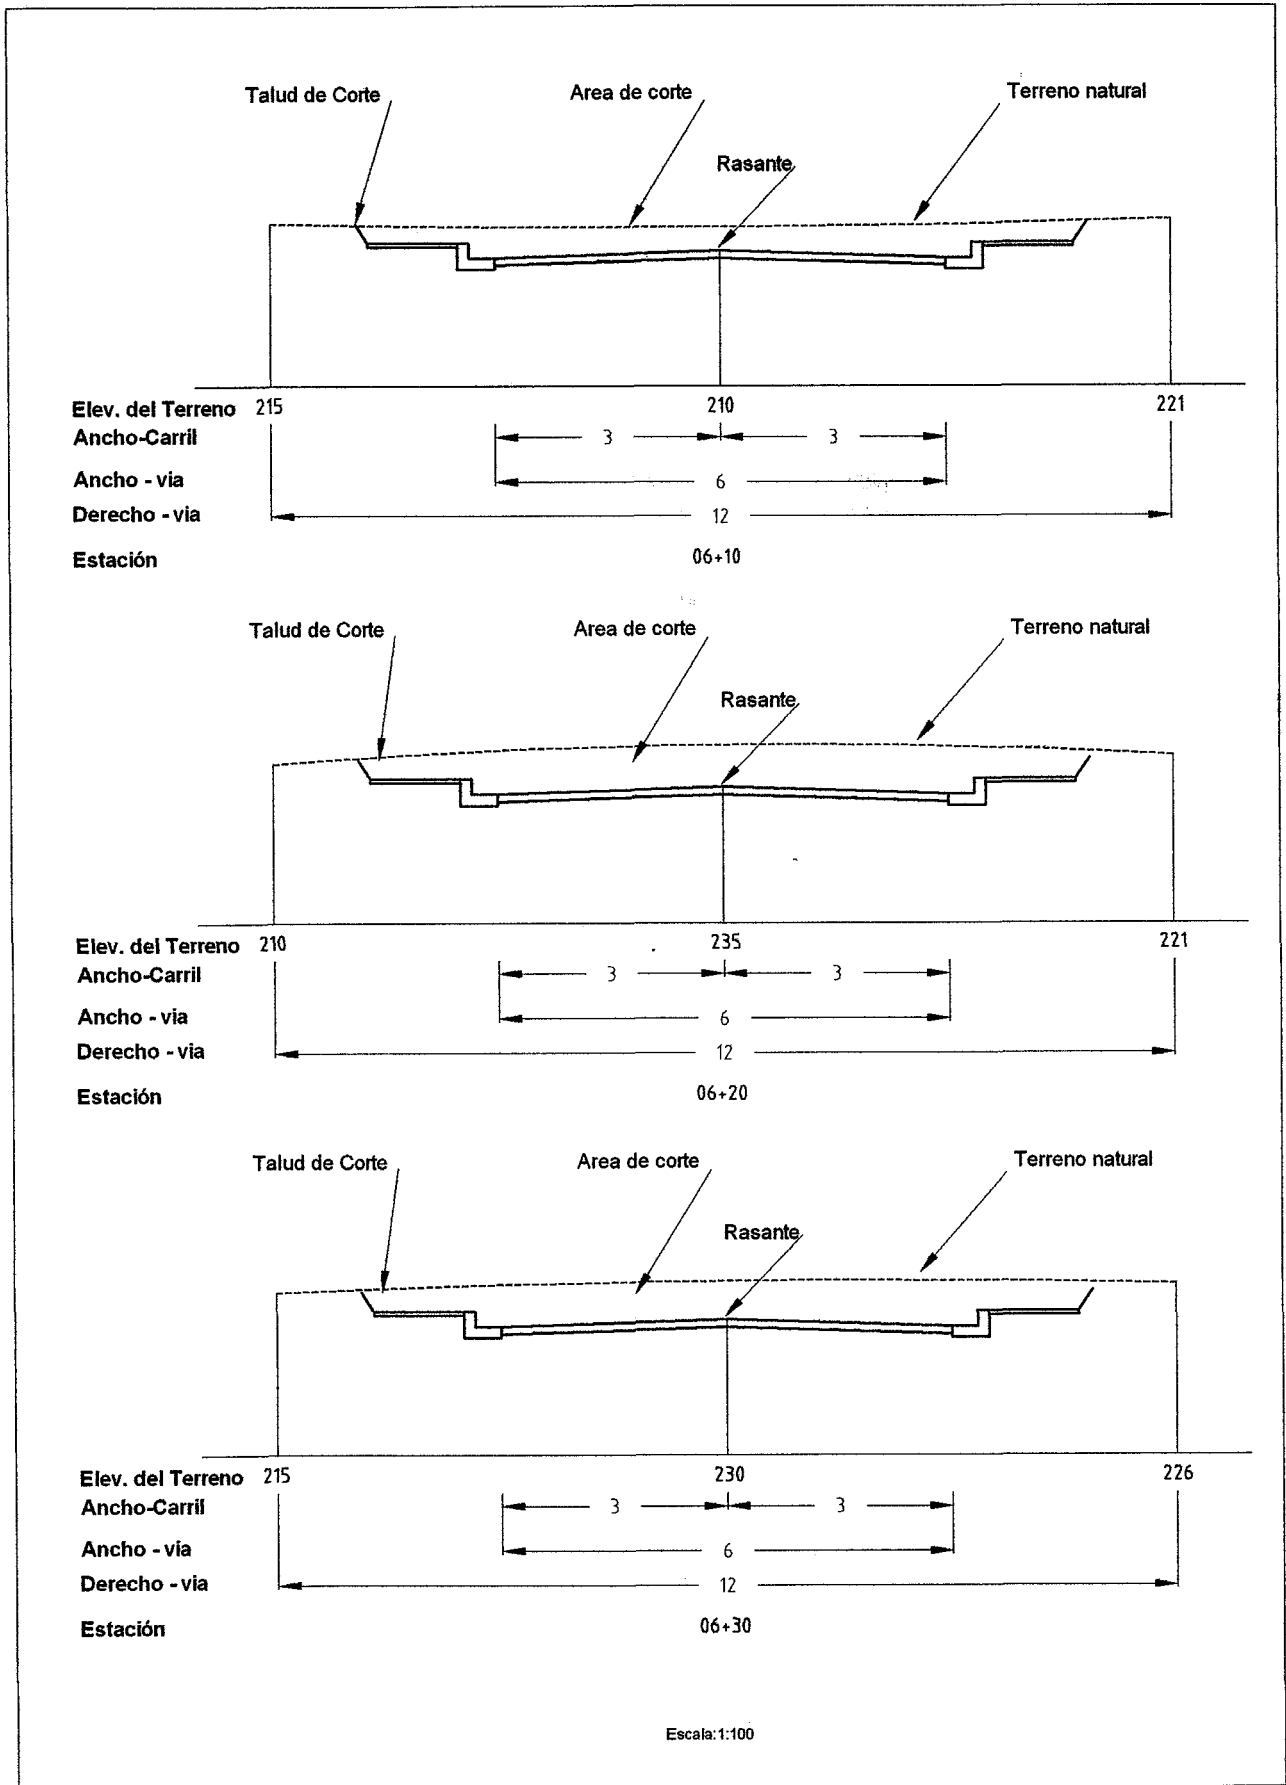 Talud de Corte Area de corte Terreno natural
Rasante
Elev. del Terreno 215 210 221
Ancho-Carril 3 3
Ancho - via 6
Derecho - via 12
Estación 06+10
Talud de Corte Area de corte Terreno natural
Rasante
Elev. del Terreno 210 235 221
Ancho-Carril 3 3
Ancho - via 6
Derecho - via 12
Estación 06+20
Talud de Corte Area de corte Terreno natural
Rasante
Elev. del Terreno 215 230 226
Ancho-Carril 3 3
Ancho - via 6
Derecho - via 12
Estación 06+30
Escala:1:100